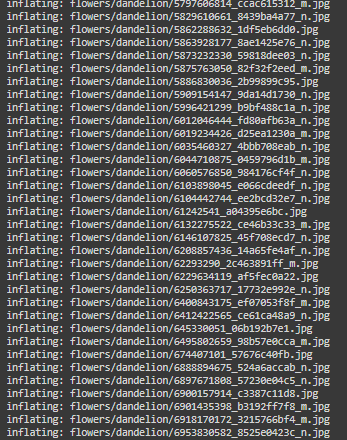 inflating: flowers/dandelion/5797606814_ccac615312_m.jpg
inflating: flowers/dandelion/5829610661_8439ba4a77_n.jpg
inflating: flowers/dandelion/5862288632_1df5eb6dd0.jpg
inflating: flowers/dandelion/5863928177_8ae1425e76_n.jpg
inflating: flowers/dandelion/5873232330_59818dee03_n.jpg
inflating: flowers/dandelion/5875763050_82f32f2eed_m.jpg
inflating: flowers/dandelion/5886830036_2b99899c95.jpg
inflating: flowers/dandelion/5909154147_9da14d1730_n.jpg
inflating: flowers/dandelion/5996421299_b9bf488c1a_n.jpg
inflating: flowers/dandelion/6012046444_fd80afb63a_n.jpg
inflating: flowers/dandelion/6019234426_d25ea1230a_m.jpg
inflating: flowers/dandelion/6035460327_4bbb708eab_n.jpg
inflating: flowers/dandelion/6044710875_0459796d1b_m.jpg
inflating: flowers/dandelion/6060576850_984176cf4f_n.jpg
inflating: flowers/dandelion/6103898045_e066cdeedf_n.jpg
inflating: flowers/dandelion/6104442744_ee2bcd32e7_n.jpg
inflating: flowers/dandelion/61242541_a04395e6bc.jpg
inflating: flowers/dandelion/6132275522_ce46b33c33_m.jpg
inflating: flowers/dandelion/6146107825_45f708ecd7_n.jpg
inflating: flowers/dandelion/6208857436_14a65fe4af_n.jpg
inflating: flowers/dandelion/62293290_2c463891ff_m.jpg
inflating: flowers/dandelion/6229634119_af5fec0a22.jpg
inflating: flowers/dandelion/6250363717_17732e992e_n.jpg
inflating: flowers/dandelion/6400843175_ef07053f8f_m.jpg
inflating: flowers/dandelion/6412422565_ce61ca48a9_n.jpg
inflating: flowers/dandelion/645330051_06b192b7e1.jpg
inflating: flowers/dandelion/6495802659_98b57e0cca_m.jpg
inflating: flowers/dandelion/674407101_57676c40fb.jpg
inflating: flowers/dandelion/6888894675_524a6accab_n.jpg
inflating: flowers/dandelion/6897671808_57230e04c5_n.jpg
inflating: flowers/dandelion/6900157914_c3387c11d8.jpg
inflating: flowers/dandelion/6901435398_b3192ff7f8_m.jpg
inflating: flowers/dandelion/6918170172_3215766bf4_m.jpg
inflating: flowers/dandelion/6953830582_8525e0423c_n.jpg